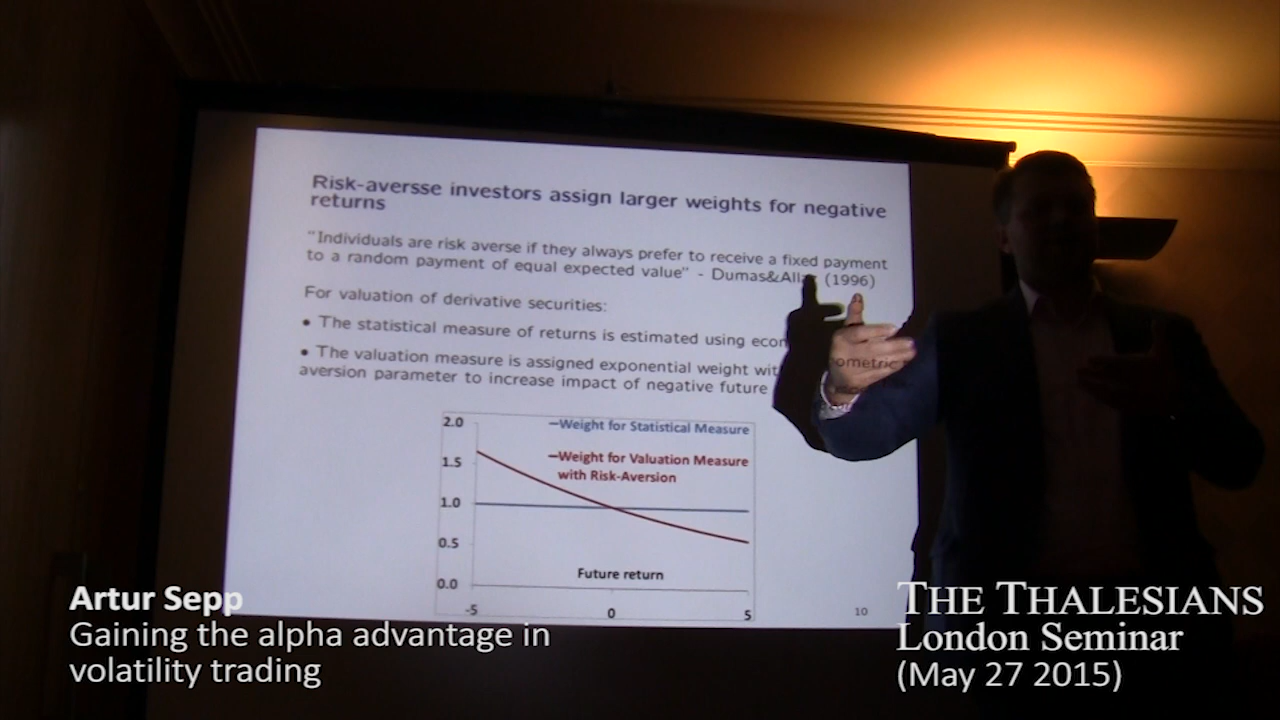 Risk-aversse investors assign larger weights for negative
returns
"Individuals are risk averse if they always prefer to receive a fixed payment
to a random payment of equal expected value" - Dumas&Alla (1996)
For valuation of derivative securities:
• The statistical measure of returns is estimated using econ ometric
• The valuation measure is assigned exponential weight wit
aversion parameter to increase impact of negative future
2.0
1.5
1.0
0.5
0.0
—Weight for Statistical Measure
—Weight for Valuation Measure
with Risk-Aversion
Future return
-5
0
5
10
Artur Sepp
Gaining the alpha advantage in
volatility trading
THE THALESIANS
London Seminar
(May 27 2015)